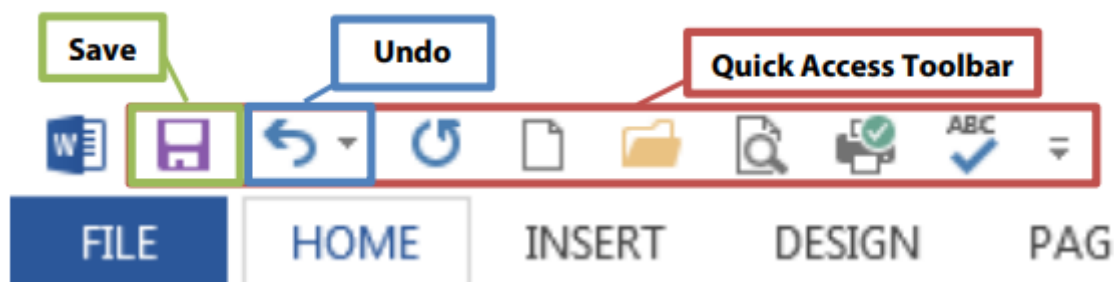 Save Undo Quick Access Toolbar
W ABC
FILE HOME INSERT DESIGN PAG